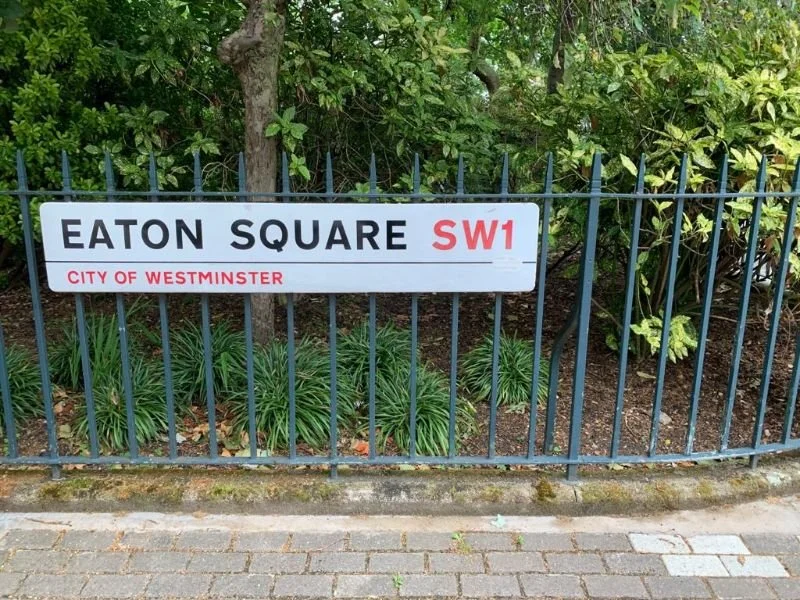 EATON SQUARE SW1
CITY OF WESTMINSTER